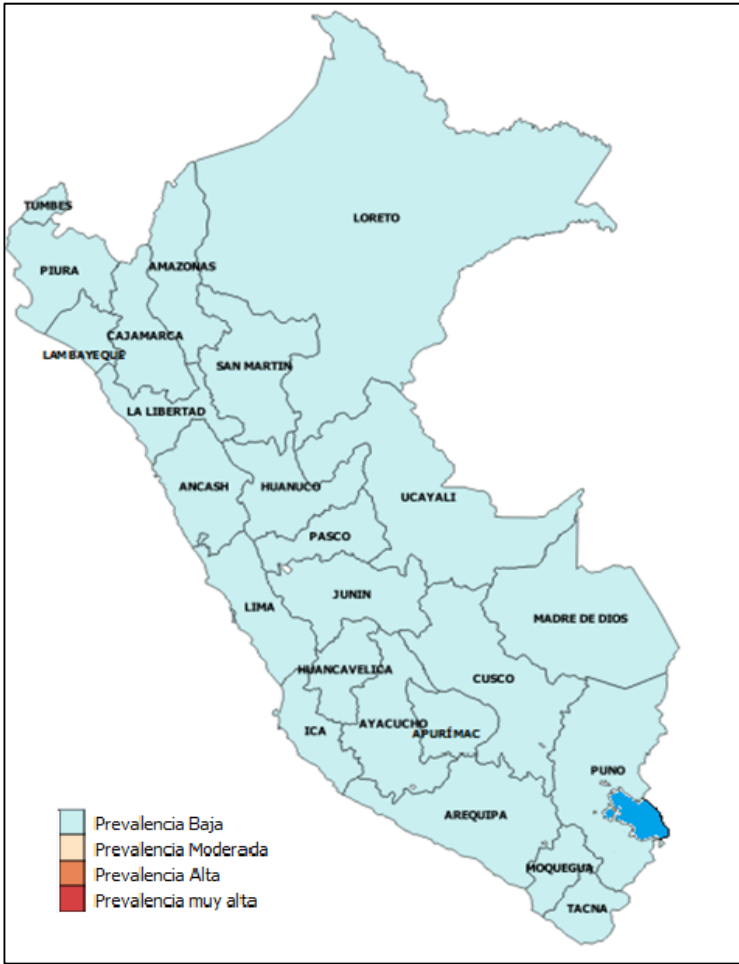 TUMBES
LORETO
PIURA
AMAZONAS
CAJAMARCA
LAMBAYEQUE
SAN MARTIN
LA LIBERTAD
ANCASH
HUANUCO
UCAYALI
PASCO
JUNIN
LIMA
MADRE DE DIOS
HUANCAVELICA
CUSCO
ICA
AYACUCHO
APURÍMAC
PUNO
AREQUIPA
MOQUEGUA
TACNA
Prevalencia Baja
Prevalencia Moderada
Prevalencia Alta
Prevalencia muy alta